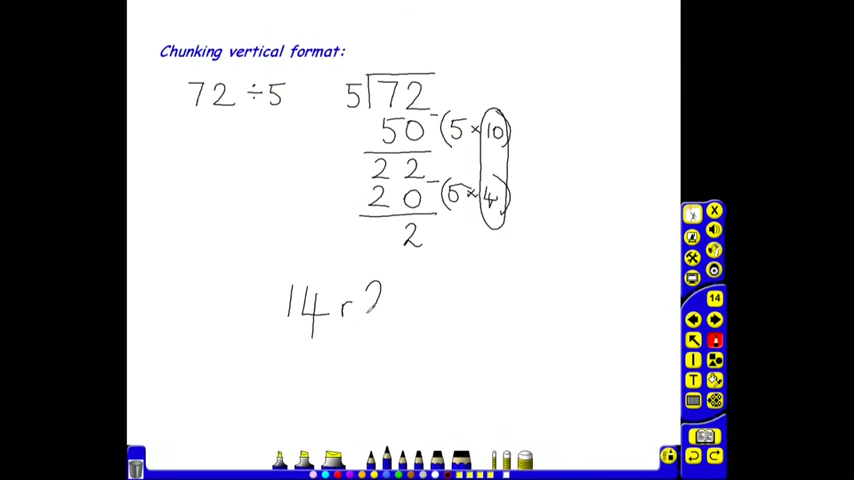 Chunking vertical format:
72 ÷ 5 5 72
50 - (5 × 10)
22
20 - (5 × 4)
2
14 r 2
14
T